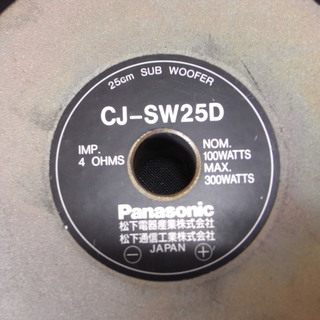 25cm SUB WOOFER
CJ-SW25D
IMP.
4 OHMS
NOM.
100WATTS
MAX.
300WATTS
Panasonic
松下電器産業株式会社
松下通信工業株式会社
JAPAN
⊖ ⊕